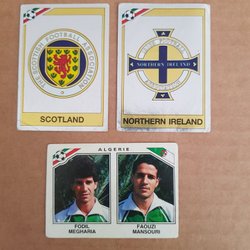 THE SCOTTISH FOOTBALL ASSOCIATION
SCOTLAND
NORTHERN IRELAND
NORTHERN IRELAND
ALGERIE
FODIL
MEGHARIA
FAOUZI
MANSOURI